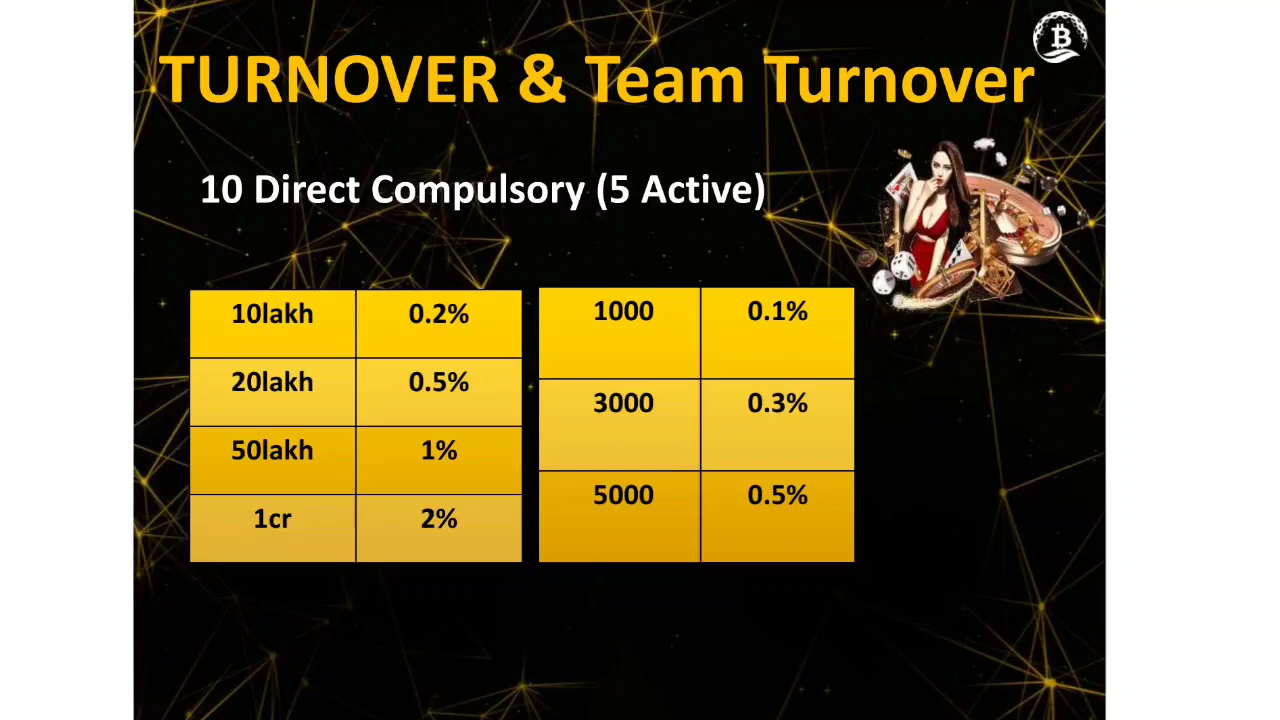 TURNOVER & Team Turnover
10 Direct Compulsory (5 Active)
10lakh 0.2%
20lakh 0.5%
50lakh 1%
1cr 2%
1000 0.1%
3000 0.3%
5000 0.5%